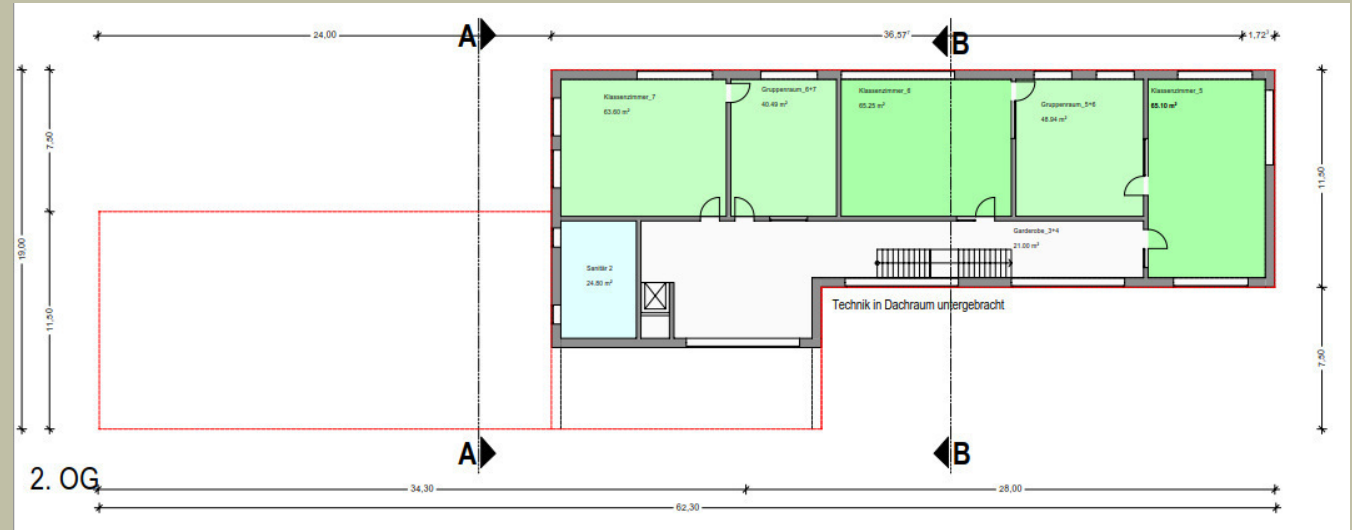 24,00
A
36,57⁷
B
1,72³
Klassenzimmer_7
63.60 m²
Gruppenraum_6+7
40.49 m²
Klassenzimmer_6
65.25 m²
Gruppenraum_5+6
48.94 m²
Klassenzimmer_5
65.10 m²
7,50
19,00
11,50
11,50
7,50
Sanitär 2
24.80 m²
Garderobe_3+4
21.00 m²
Technik in Dachraum untergebracht
A
B
2. OG
34,30
28,00
62,30